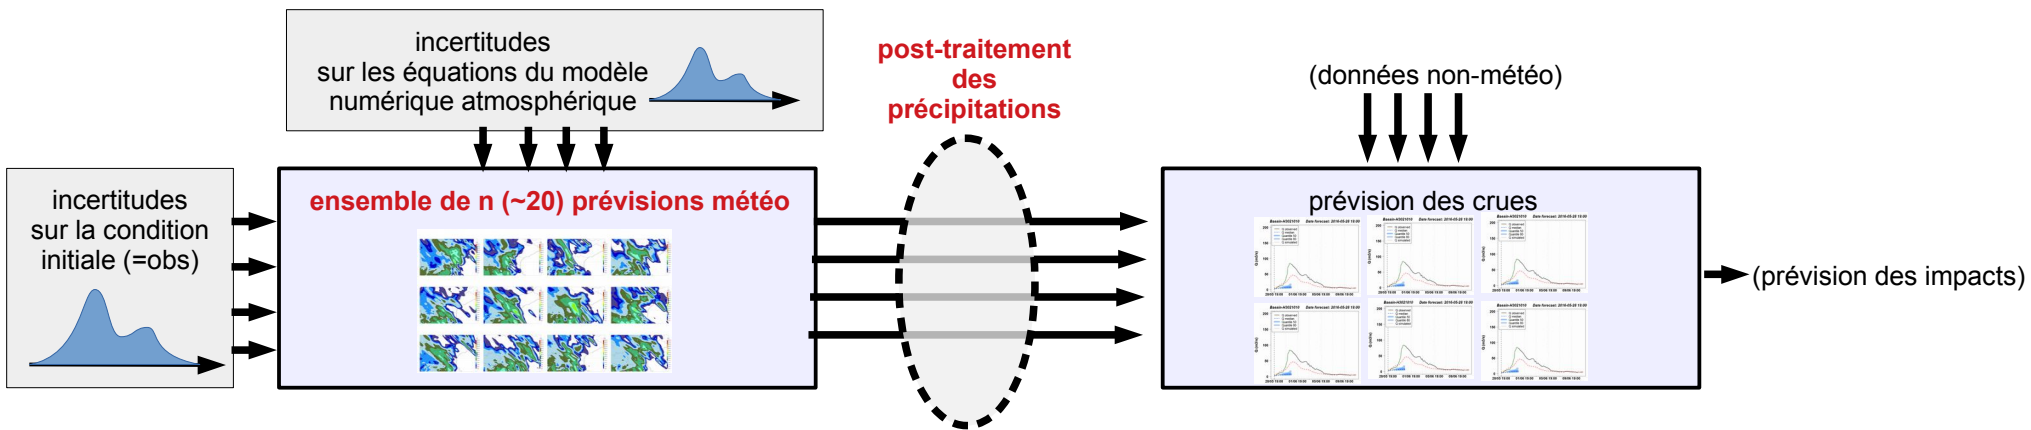 incertitudes
sur les équations du modèle
numérique atmosphérique
post-traitement
des
précipitations
(données non-météo)
incertitudes
sur la condition
initiale (=obs)
ensemble de n (~20) prévisions météo
prévision des crues
(prévision des impacts)